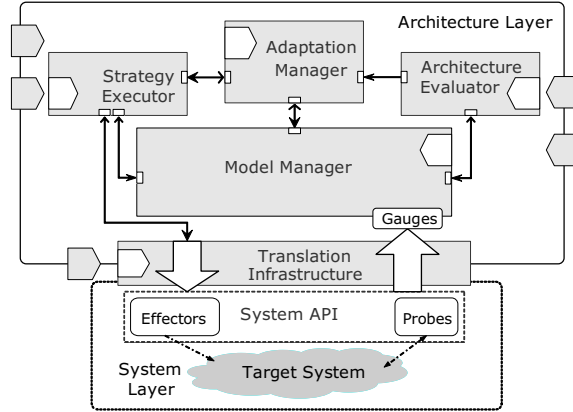 Architecture Layer
Adaptation
Manager
Strategy
Executor
Architecture
Evaluator
Model Manager
Gauges
Translation
Infrastructure
Effectors
System API
Probes
System
Layer
Target System